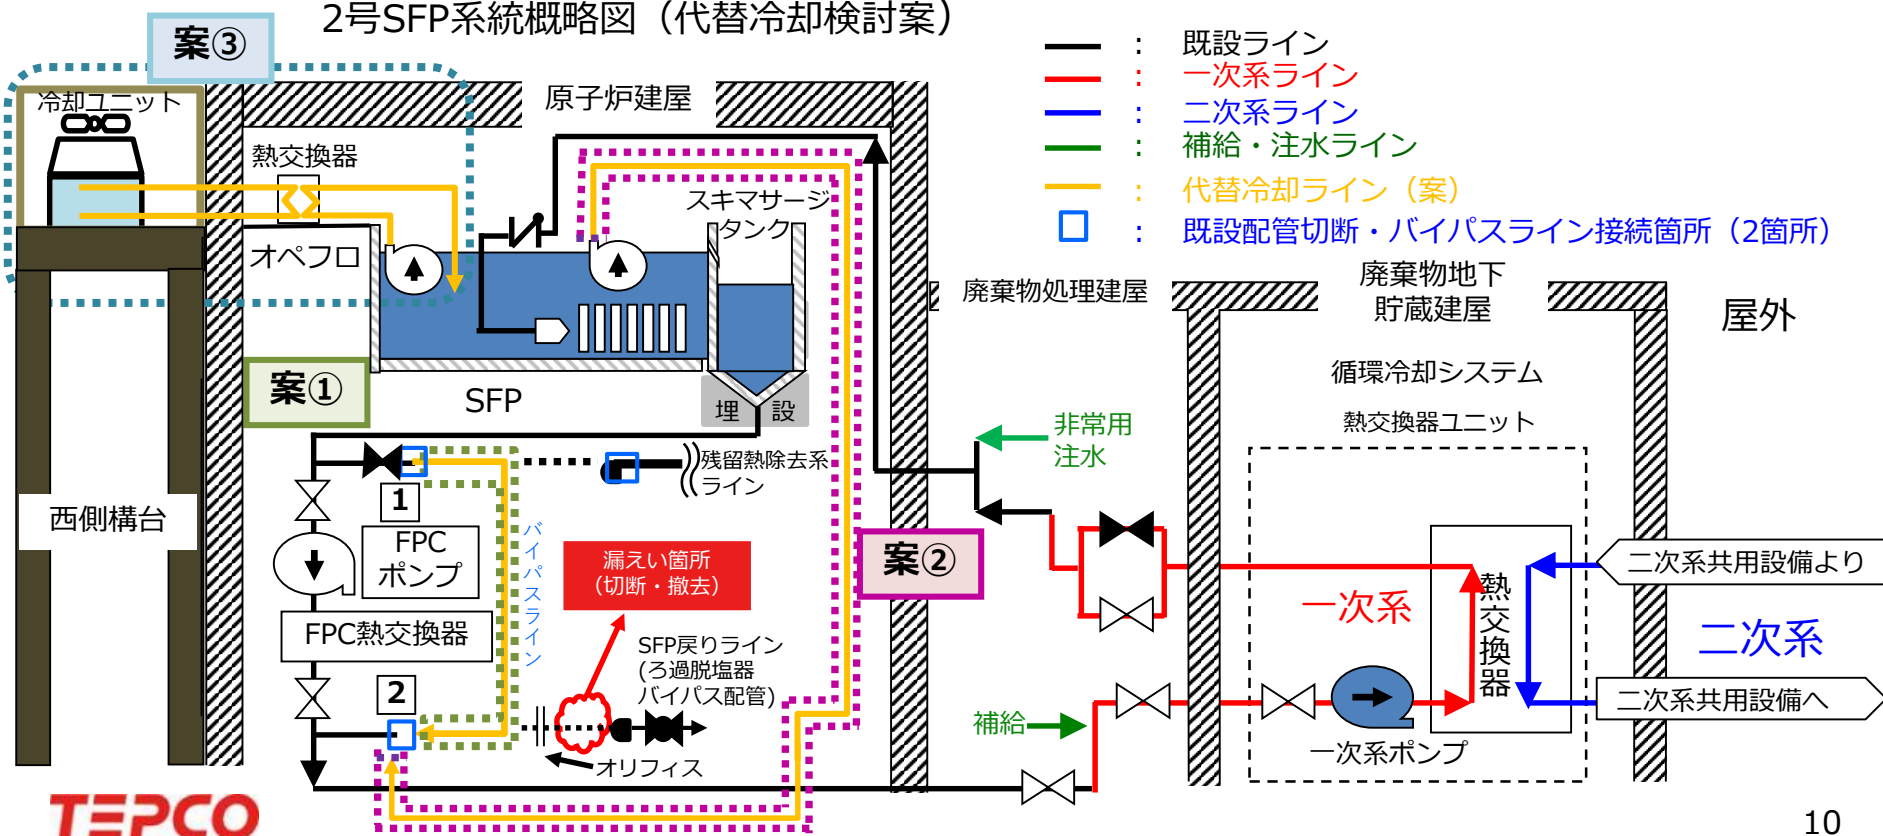 2号SFP系統概略図（代替冷却検討案）
案③
冷却ユニット
熱交換器
オペフロ
原子炉建屋
スキマサージ
タンク
：　既設ライン
：　一次系ライン
：　二次系ライン
：　補給・注水ライン
：　代替冷却ライン（案）
：　既設配管切断・バイパスライン接続箇所（2箇所）
廃棄物処理建屋
廃棄物地下
貯蔵建屋
屋外
案①
SFP
埋　設
循環冷却システム
熱交換器ユニット
非常用
注水
残留熱除去系
ライン
西側構台
1
FPC
ポンプ
バイパスライン
漏えい箇所
（切断・撤去）
案②
二次系共用設備より
一次系
熱交換器
二次系
FPC熱交換器
SFP戻りライン
(ろ過脱塩器
バイパス配管)
2
二次系共用設備へ
補給
一次系ポンプ
オリフィス
TEPCO
10